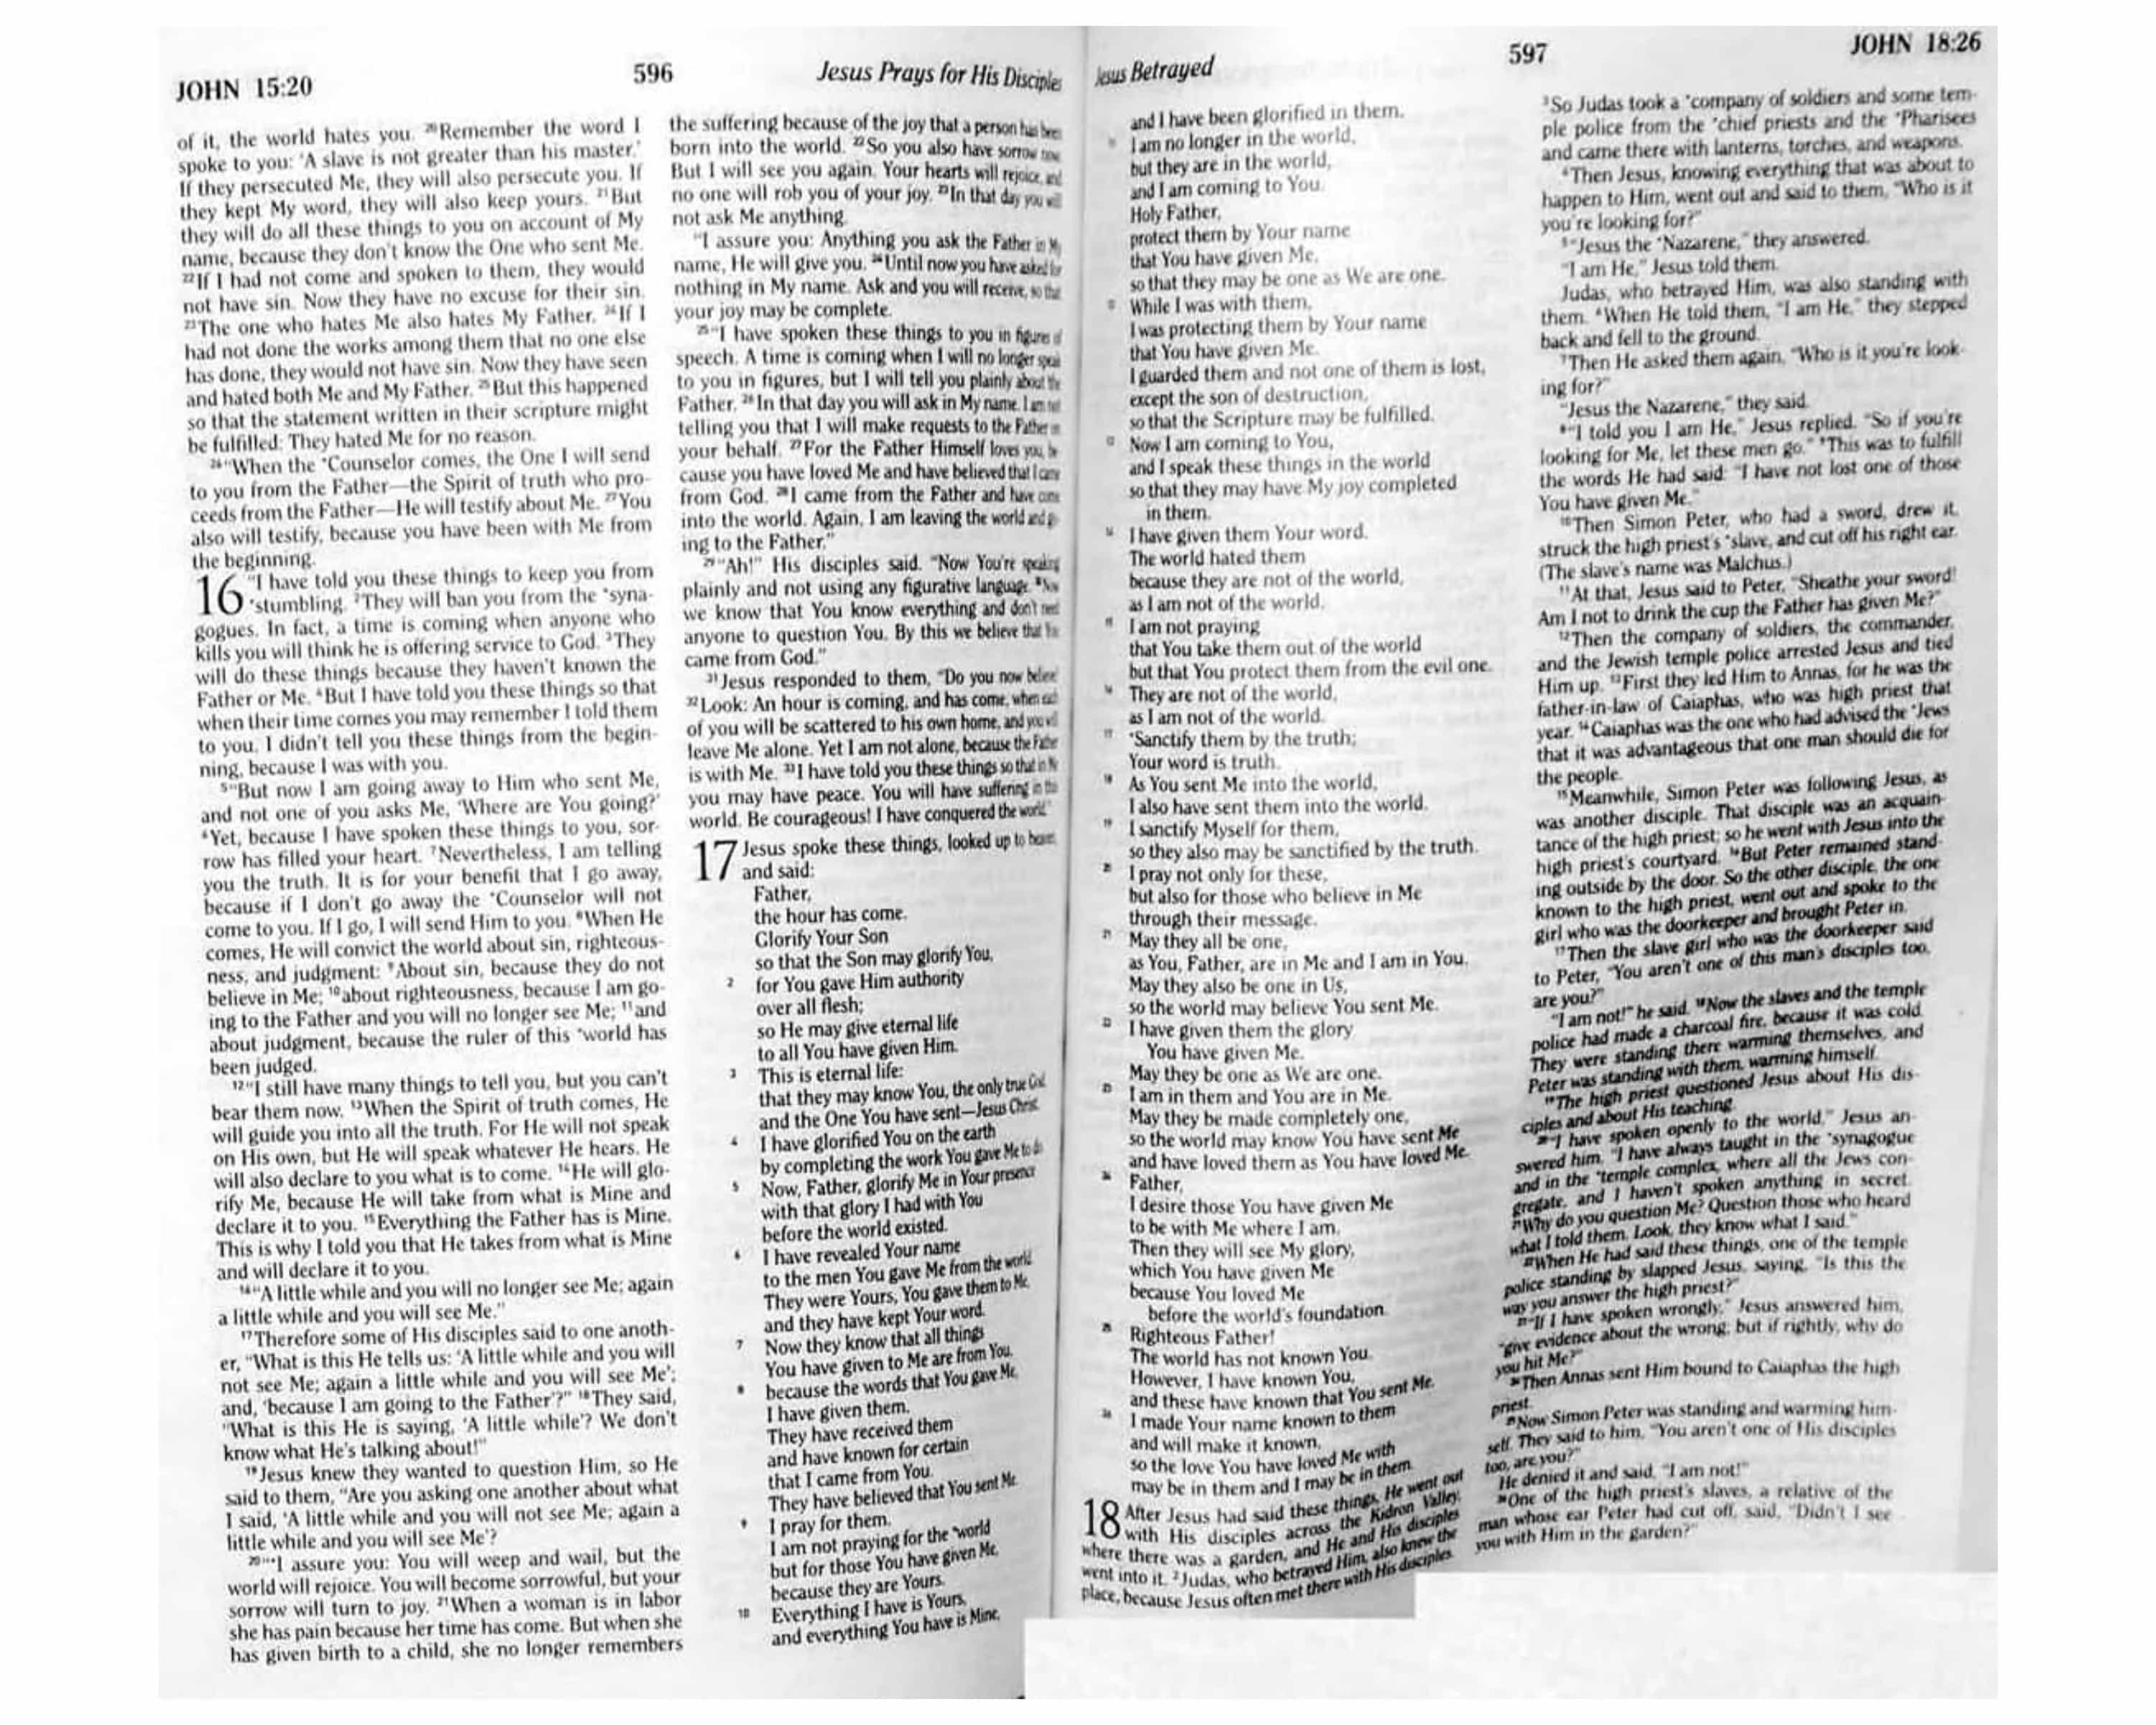 JOHN 15:20
596
Jesus Prays for His Disciples
of it, the world hates you. 20Remember the word I
spoke to you: 'A slave is not greater than his master.'
If they persecuted Me, they will also persecute you. If
they kept My word, they will also keep yours. 21But
they will do all these things to you on account of My
name, because they don't know the One who sent Me.
22If I had not come and spoken to them, they would
not have sin. Now they have no excuse for their sin.
23The one who hates Me also hates My Father. 24If I
had not done the works among them that no one else
has done, they would not have sin. Now they have seen
and hated both Me and My Father. 25But this happened
so that the statement written in their scripture might
be fulfilled: They hated Me for no reason.
26"When the *Counselor comes, the One I will send
to you from the Father—the Spirit of truth who pro-
ceeds from the Father—He will testify about Me. 27You
also will testify, because you have been with Me from
the beginning.
16 "I have told you these things to keep you from
*stumbling. 2They will ban you from the *syna-
gogues. In fact, a time is coming when anyone who
kills you will think he is offering service to God. 3They
will do these things because they haven't known the
Father or Me. 4But I have told you these things so that
when their time comes you may remember I told them
to you. I didn't tell you these things from the begin-
ning, because I was with you.
5"But now I am going away to Him who sent Me,
and not one of you asks Me, 'Where are You going?'
6Yet, because I have spoken these things to you, sor-
row has filled your heart. 7Nevertheless, I am telling
you the truth. It is for your benefit that I go away,
because if I don't go away the *Counselor will not
come to you. If I go, I will send Him to you. 8When He
comes, He will convict the world about sin, righteous-
ness, and judgment: 9About sin, because they do not
believe in Me; 10about righteousness, because I am go-
ing to the Father and you will no longer see Me; 11and
about judgment, because the ruler of this *world has
been judged.
12"I still have many things to tell you, but you can't
bear them now. 13When the Spirit of truth comes, He
will guide you into all the truth. For He will not speak
on His own, but He will speak whatever He hears. He
will also declare to you what is to come. 14He will glo-
rify Me, because He will take from what is Mine and
declare it to you. 15Everything the Father has is Mine.
This is why I told you that He takes from what is Mine
and will declare it to you.
16"A little while and you will no longer see Me; again
a little while and you will see Me."
17Therefore some of His disciples said to one anoth-
er, "What is this He tells us: 'A little while and you will
not see Me; again a little while and you will see Me';
and, 'because I am going to the Father'?" 18They said,
"What is this He is saying, 'A little while'? We don't
know what He's talking about!"
19Jesus knew they wanted to question Him, so He
said to them, "Are you asking one another about what
I said, 'A little while and you will not see Me; again a
little while and you will see Me'?
20"I assure you: You will weep and wail, but the
world will rejoice. You will become sorrowful, but your
sorrow will turn to joy. 21When a woman is in labor
she has pain because her time has come. But when she
has given birth to a child, she no longer remembers
the suffering because of the joy that a person has been
born into the world. 22So you also have sorrow now.
But I will see you again. Your hearts will rejoice, and
no one will rob you of your joy. 23In that day you will
not ask Me anything.
"I assure you: Anything you ask the Father in My
name, He will give you. 24Until now you have asked for
nothing in My name. Ask and you will receive, so that
your joy may be complete.
25"I have spoken these things to you in figures of
speech. A time is coming when I will no longer speak
to you in figures, but I will tell you plainly about the
Father. 26In that day you will ask in My name. I am not
telling you that I will make requests to the Father on
your behalf. 27For the Father Himself loves you, be-
cause you have loved Me and have believed that I came
from God. 28I came from the Father and have come
into the world. Again, I am leaving the world and go-
ing to the Father."
29"Ah!" His disciples said. "Now You're speaking
plainly and not using any figurative language. 30Now
we know that You know everything and don't need
anyone to question You. By this we believe that You
came from God."
31Jesus responded to them, "Do you now believe?
32Look: An hour is coming, and has come, when each
of you will be scattered to his own home, and you will
leave Me alone. Yet I am not alone, because the Father
is with Me. 33I have told you these things so that in Me
you may have peace. You will have suffering in this
world. Be courageous! I have conquered the world."
17 Jesus spoke these things, looked up to heaven,
and said:
Father,
the hour has come.
Glorify Your Son
so that the Son may glorify You,
2 for You gave Him authority
over all flesh;
so He may give eternal life
to all You have given Him.
3 This is eternal life:
that they may know You, the only true God,
and the One You have sent—Jesus Christ.
4 I have glorified You on the earth
by completing the work You gave Me to do.
5 Now, Father, glorify Me in Your presence
with that glory I had with You
before the world existed.
6 I have revealed Your name
to the men You gave Me from the world.
They were Yours, You gave them to Me,
and they have kept Your word.
7 Now they know that all things
You have given to Me are from You,
8 because the words that You gave Me,
I have given them.
They have received them
and have known for certain
that I came from You.
They have believed that You sent Me.
9 I pray for them.
I am not praying for the *world
but for those You have given Me,
because they are Yours.
10 Everything I have is Yours,
and everything You have is Mine,
Jesus Betrayed
597
JOHN 18:26
and I have been glorified in them.
11 I am no longer in the world,
but they are in the world,
and I am coming to You.
Holy Father,
protect them by Your name
that You have given Me,
so that they may be one as We are one.
12 While I was with them,
I was protecting them by Your name
that You have given Me.
I guarded them and not one of them is lost,
except the son of destruction,
so that the Scripture may be fulfilled.
13 Now I am coming to You,
and I speak these things in the world
so that they may have My joy completed
in them.
14 I have given them Your word.
The world hated them
because they are not of the world,
as I am not of the world.
15 I am not praying
that You take them out of the world
but that You protect them from the evil one.
16 They are not of the world,
as I am not of the world.
17 *Sanctify them by the truth;
Your word is truth.
18 As You sent Me into the world,
I also have sent them into the world.
19 I sanctify Myself for them,
so they also may be sanctified by the truth.
20 I pray not only for these,
but also for those who believe in Me
through their message.
21 May they all be one,
as You, Father, are in Me and I am in You.
May they also be one in Us,
so the world may believe You sent Me.
22 I have given them the glory
You have given Me.
May they be one as We are one.
23 I am in them and You are in Me.
May they be made completely one,
so the world may know You have sent Me
and have loved them as You have loved Me.
24 Father,
I desire those You have given Me
to be with Me where I am.
Then they will see My glory,
which You have given Me
because You loved Me
before the world's foundation.
25 Righteous Father!
The world has not known You.
However, I have known You,
and these have known that You sent Me.
26 I made Your name known to them
and will make it known,
so the love You have loved Me with
may be in them and I may be in them.
18 After Jesus had said these things, He went out
with His disciples across the Kidron Valley,
where there was a garden, and He and His disciples
went into it. 2Judas, who betrayed Him, also knew the
place, because Jesus often met there with His disciples.
3So Judas took a *company of soldiers and some tem-
ple police from the *chief priests and the *Pharisees
and came there with lanterns, torches, and weapons.
4Then Jesus, knowing everything that was about to
happen to Him, went out and said to them, "Who is it
you're looking for?"
5"Jesus the *Nazarene," they answered.
"I am He," Jesus told them.
Judas, who betrayed Him, was also standing with
them. 6When He told them, "I am He," they stepped
back and fell to the ground.
7Then He asked them again, "Who is it you're look-
ing for?"
"Jesus the Nazarene," they said.
8"I told you I am He," Jesus replied. "So if you're
looking for Me, let these men go." 9This was to fulfill
the words He had said: "I have not lost one of those
You have given Me."
10Then Simon Peter, who had a sword, drew it,
struck the high priest's *slave, and cut off his right ear.
(The slave's name was Malchus.)
11At that, Jesus said to Peter, "Sheathe your sword!
Am I not to drink the cup the Father has given Me?"
12Then the company of soldiers, the commander,
and the Jewish temple police arrested Jesus and tied
Him up. 13First they led Him to Annas, for he was the
father-in-law of Caiaphas, who was high priest that
year. 14Caiaphas was the one who had advised the *Jews
that it was advantageous that one man should die for
the people.
15Meanwhile, Simon Peter was following Jesus, as
was another disciple. That disciple was an acquain-
tance of the high priest; so he went with Jesus into the
high priest's courtyard. 16But Peter remained stand-
ing outside by the door. So the other disciple, the one
known to the high priest, went out and spoke to the
girl who was the doorkeeper and brought Peter in.
17Then the slave girl who was the doorkeeper said
to Peter, "You aren't one of this man's disciples too,
are you?"
"I am not!" he said. 18Now the slaves and the temple
police had made a charcoal fire, because it was cold.
They were standing there warming themselves, and
Peter was standing with them, warming himself.
19The high priest questioned Jesus about His dis-
ciples and about His teaching.
20"I have spoken openly to the world," Jesus an-
swered him. "I have always taught in the *synagogue
and in the *temple complex, where all the Jews con-
gregate, and I haven't spoken anything in secret.
21Why do you question Me? Question those who heard
what I told them. Look, they know what I said."
22When He had said these things, one of the temple
police standing by slapped Jesus, saying, "Is this the
way you answer the high priest?"
23"If I have spoken wrongly," Jesus answered him,
"give evidence about the wrong; but if rightly, why do
you hit Me?"
24Then Annas sent Him bound to Caiaphas the high
priest.
25Now Simon Peter was standing and warming him-
self. They said to him, "You aren't one of His disciples
too, are you?"
He denied it and said, "I am not!"
26One of the high priest's slaves, a relative of the
man whose ear Peter had cut off, said, "Didn't I see
you with Him in the garden?"